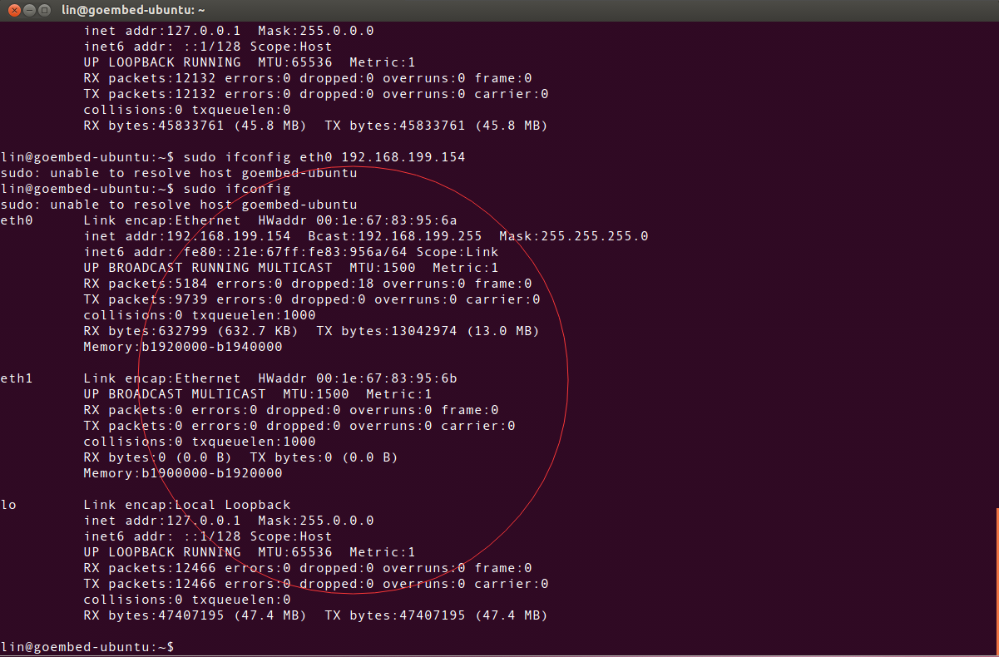 lin@goembed-ubuntu: ~
inet addr:127.0.0.1  Mask:255.0.0.0
inet6 addr: ::1/128 Scope:Host
UP LOOPBACK RUNNING  MTU:65536  Metric:1
RX packets:12132 errors:0 dropped:0 overruns:0 frame:0
TX packets:12132 errors:0 dropped:0 overruns:0 carrier:0
collisions:0 txqueuelen:0
RX bytes:45833761 (45.8 MB)  TX bytes:45833761 (45.8 MB)
lin@goembed-ubuntu:~$ sudo ifconfig eth0 192.168.199.154
sudo: unable to resolve host goembed-ubuntu
lin@goembed-ubuntu:~$ sudo ifconfig
sudo: unable to resolve host goembed-ubuntu
eth0      Link encap:Ethernet  HWaddr 00:1e:67:83:95:6a
inet addr:192.168.199.154  Bcast:192.168.199.255  Mask:255.255.255.0
inet6 addr: fe80::21e:67ff:fe83:956a/64 Scope:Link
UP BROADCAST RUNNING MULTICAST  MTU:1500  Metric:1
RX packets:5184 errors:0 dropped:18 overruns:0 frame:0
TX packets:9739 errors:0 dropped:0 overruns:0 carrier:0
collisions:0 txqueuelen:1000
RX bytes:632799 (632.7 KB)  TX bytes:13042974 (13.0 MB)
Memory:b1920000-b1940000
eth1      Link encap:Ethernet  HWaddr 00:1e:67:83:95:6b
UP BROADCAST MULTICAST  MTU:1500  Metric:1
RX packets:0 errors:0 dropped:0 overruns:0 frame:0
TX packets:0 errors:0 dropped:0 overruns:0 carrier:0
collisions:0 txqueuelen:1000
RX bytes:0 (0.0 B)  TX bytes:0 (0.0 B)
Memory:b1900000-b1920000
lo        Link encap:Local Loopback
inet addr:127.0.0.1  Mask:255.0.0.0
inet6 addr: ::1/128 Scope:Host
UP LOOPBACK RUNNING  MTU:65536  Metric:1
RX packets:12466 errors:0 dropped:0 overruns:0 frame:0
TX packets:12466 errors:0 dropped:0 overruns:0 carrier:0
collisions:0 txqueuelen:0
RX bytes:47407195 (47.4 MB)  TX bytes:47407195 (47.4 MB)
lin@goembed-ubuntu:~$